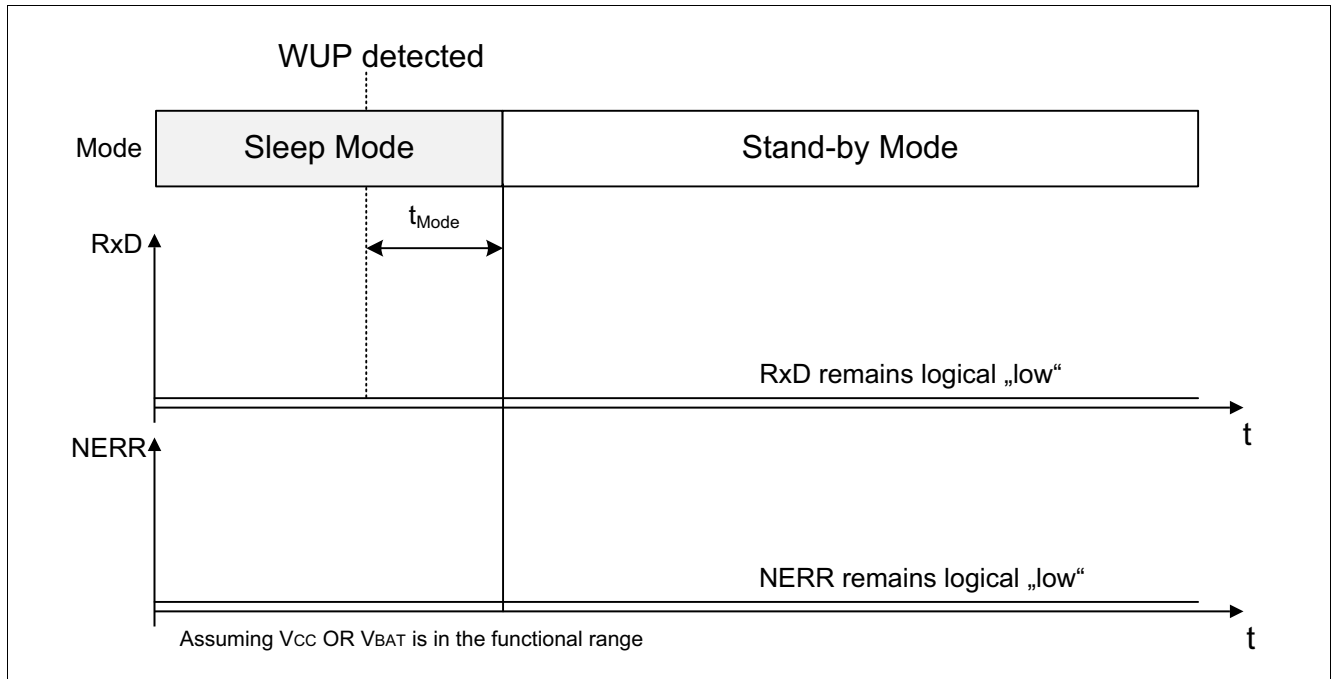 WUP detected
Mode
Sleep Mode
Stand-by Mode
tMode
RxD
RxD remains logical „low“
t
NERR
NERR remains logical „low“
t
Assuming VCC OR VBAT is in the functional range